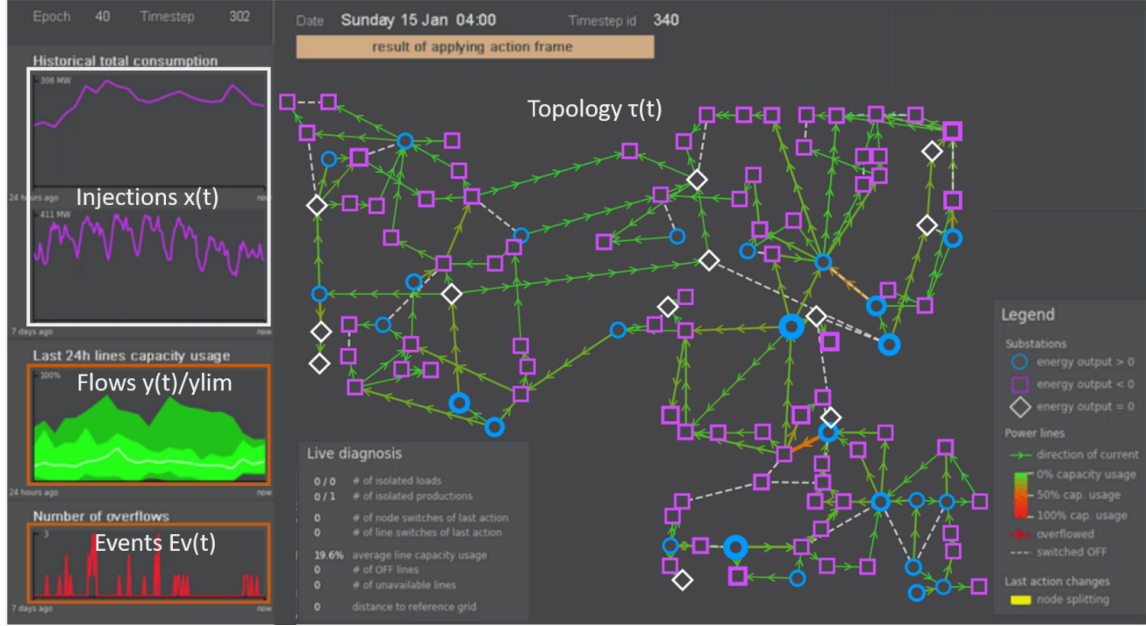 Epoch 40 Timestep 302
Date Sunday 15 Jan 04:00 Timestep id 340
result of applying action frame
Historical total consumption
306 MW
24 hours ago now
Injections x(t)
411 MW
7 days ago now
Last 24h lines capacity usage
100%
Flows y(t)/ylim
24 hours ago now
Number of overflows
3
Events Ev(t)
7 days ago now
Topology τ(t)
Live diagnosis
0 / 0 # of isolated loads
0 / 1 # of isolated productions
0 # of node switches of last action
0 # of line switches of last action
19.6% average line capacity usage
0 # of OFF lines
0 # of unavailable lines
0 distance to reference grid
Legend
Substations
energy output > 0
energy output < 0
energy output = 0
Power lines
direction of current
0% capacity usage
50% cap. usage
100% cap. usage
overflowed
switched OFF
Last action changes
node splitting